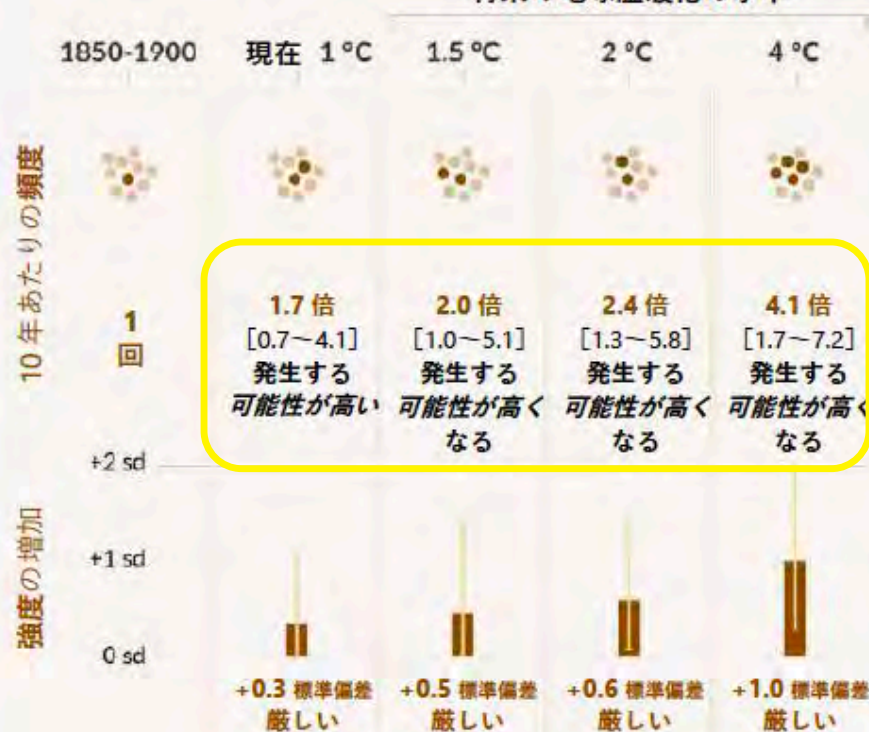 1850-1900 現在 1 ℃ 1.5 ℃ 2 ℃ 4 ℃
10 年あたりの頻度
1
回
1.7 倍
[0.7～4.1]
発生する
可能性が高い
2.0 倍
[1.0～5.1]
発生する
可能性が高く
なる
2.4 倍
[1.3～5.8]
発生する
可能性が高く
なる
4.1 倍
[1.7～7.2]
発生する
可能性が高く
なる
強度の増加
+2 sd
+1 sd
0 sd
+0.3 標準偏差
厳しい
+0.5 標準偏差
厳しい
+0.6 標準偏差
厳しい
+1.0 標準偏差
厳しい